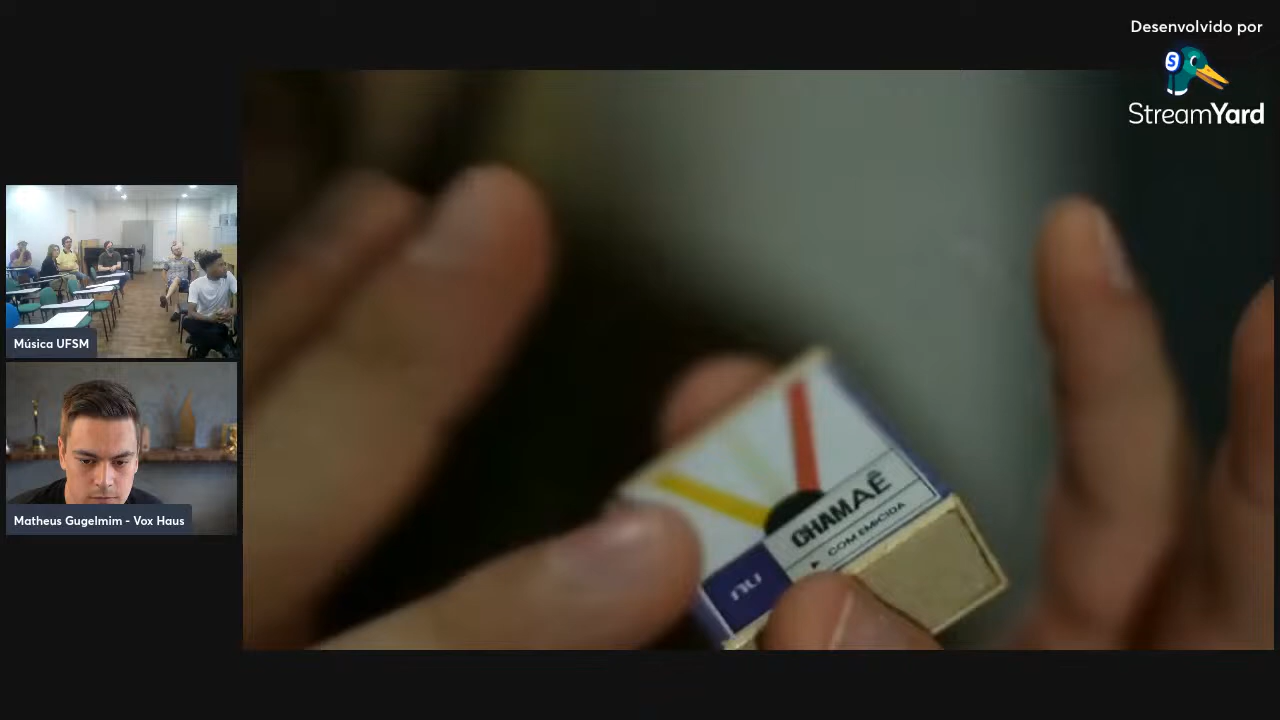 Desenvolvido por
S
StreamYard
Música UFSM
Matheus Gugelmim - Vox Haus
CHAMAÊ
COM EMICIDA
nu